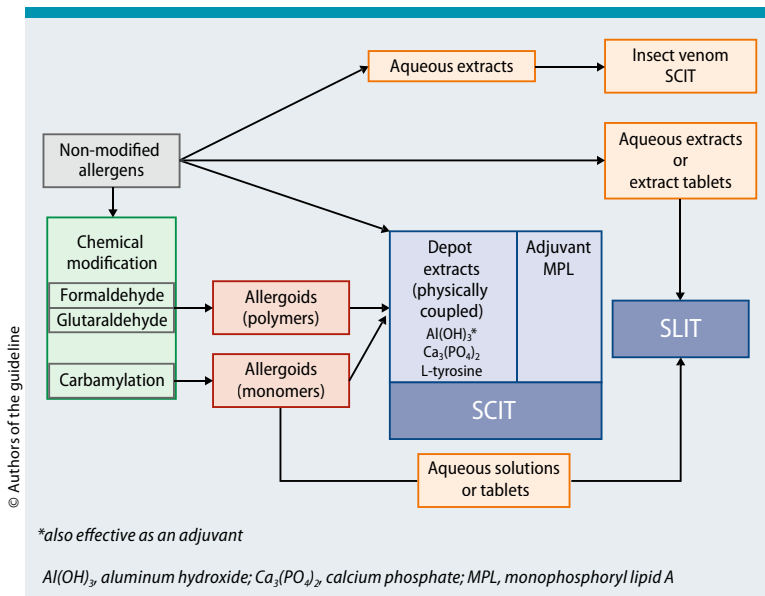 Aqueous extracts
Insect venom
SCIT
Non-modified
allergens
Aqueous extracts
or
extract tablets
Chemical
modification
Formaldehyde
Glutaraldehyde
Carbamylation
Allergoids
(polymers)
Allergoids
(monomers)
Depot
extracts
(physically
coupled)
Al(OH)₃*
Ca₃(PO₄)₂
L-tyrosine
Adjuvant
MPL
SCIT
SLIT
Aqueous solutions
or tablets
© Authors of the guideline
*also effective as an adjuvant
Al(OH)₃, aluminum hydroxide; Ca₃(PO₄)₂, calcium phosphate; MPL, monophosphoryl lipid A